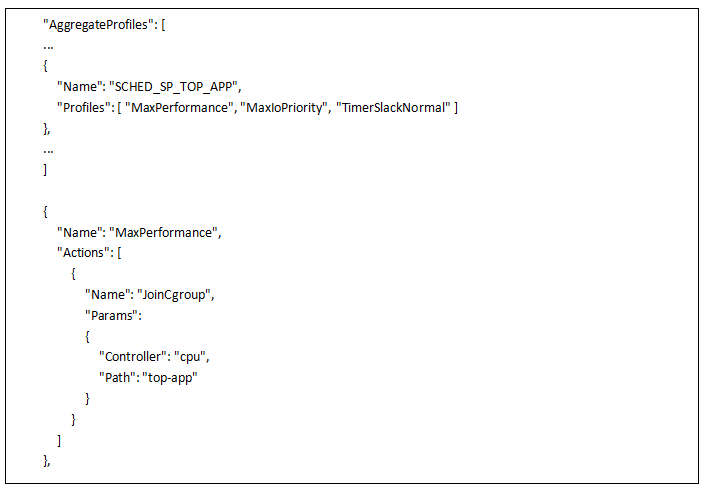 "AggregateProfiles": [
...
{
"Name": "SCHED_SP_TOP_APP",
"Profiles": [ "MaxPerformance", "MaxIoPriority", "TimerSlackNormal" ]
},
...
]
{
"Name": "MaxPerformance",
"Actions": [
{
"Name": "JoinCgroup",
"Params":
{
"Controller": "cpu",
"Path": "top-app"
}
}
]
},